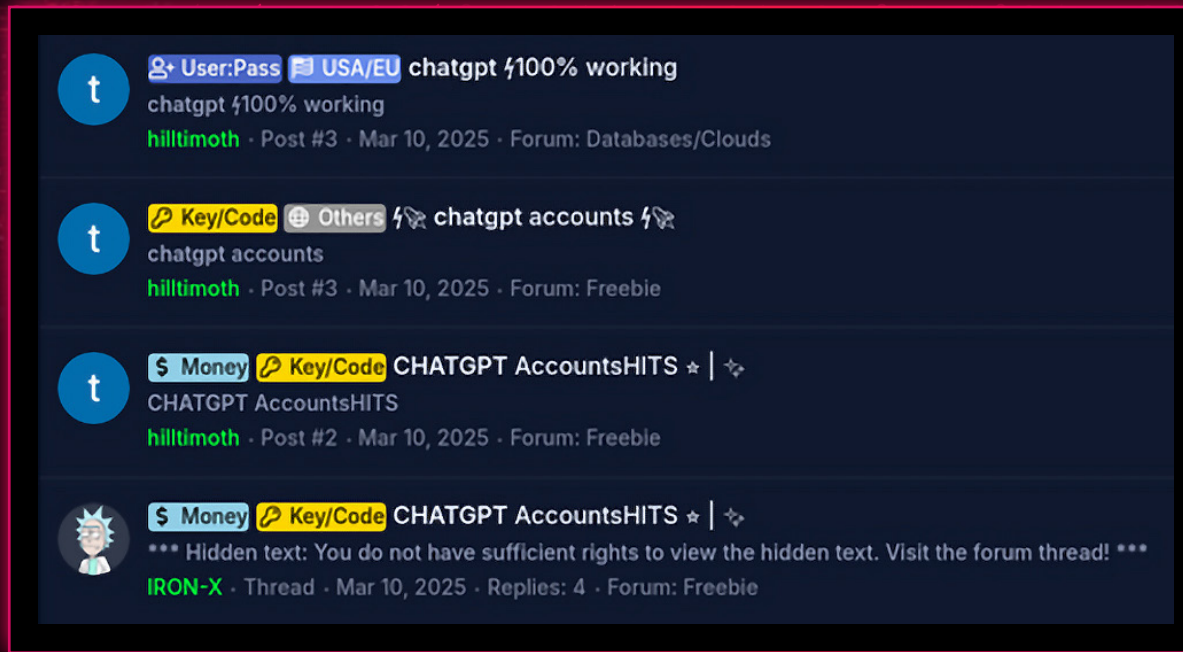 t
User:Pass USA/EU chatgpt ⚡100% working
chatgpt ⚡100% working
hilltimoth · Post #3 · Mar 10, 2025 · Forum: Databases/Clouds
t
Key/Code Others ⚡🚀 chatgpt accounts ⚡🚀
chatgpt accounts
hilltimoth · Post #3 · Mar 10, 2025 · Forum: Freebie
t
$ Money Key/Code CHATGPT AccountsHITS ⭐ | ✨
CHATGPT AccountsHITS
hilltimoth · Post #2 · Mar 10, 2025 · Forum: Freebie
$ Money Key/Code CHATGPT AccountsHITS ⭐ | ✨
*** Hidden text: You do not have sufficient rights to view the hidden text. Visit the forum thread! ***
IRON-X · Thread · Mar 10, 2025 · Replies: 4 · Forum: Freebie